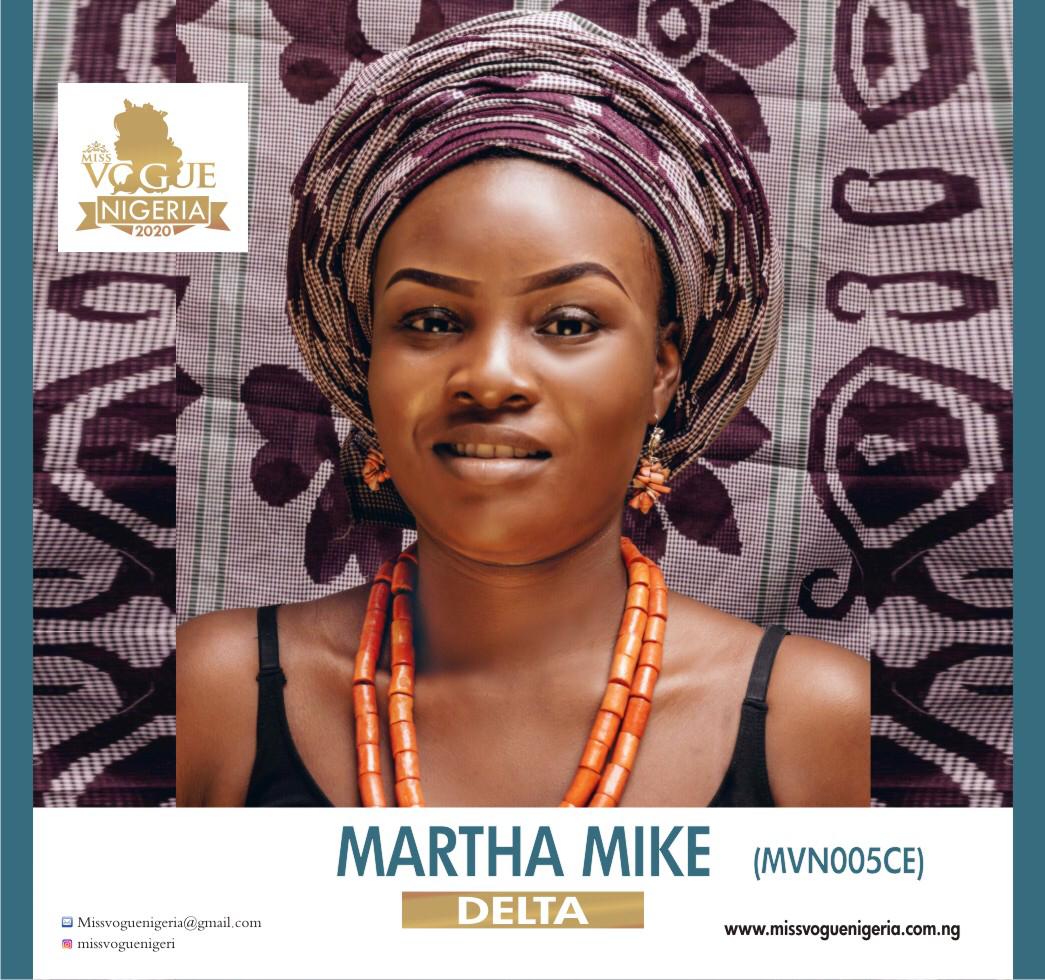 MISS
VOGUE
NIGERIA
2020
MARTHA MIKE (MVN005CE)
DELTA
Missvoguenigeria@gmail.com
missvoguenigeri
www.missvoguenigeria.com.ng